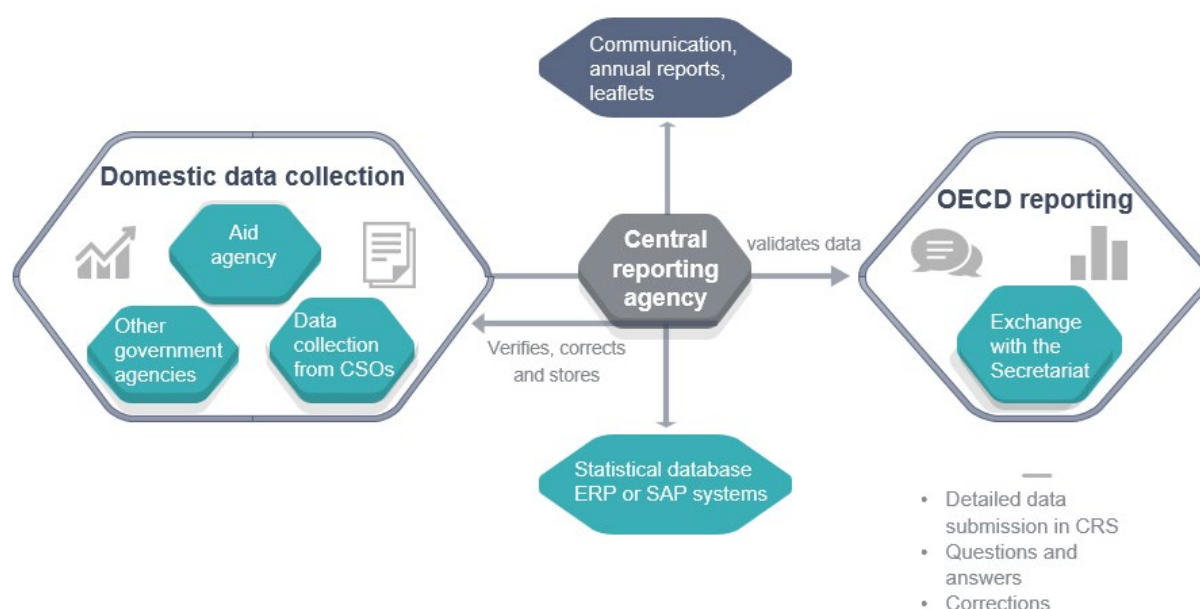 Communication,
annual reports,
leaflets
Domestic data collection
Aid
agency
Other
government
agencies
Data
collection
from CSOs
Central
reporting
agency
validates data
Verifies, corrects
and stores
Statistical database
ERP or SAP systems
OECD reporting
Exchange
with the
Secretariat
• Detailed data
submission in CRS
• Questions and
answers
• Corrections